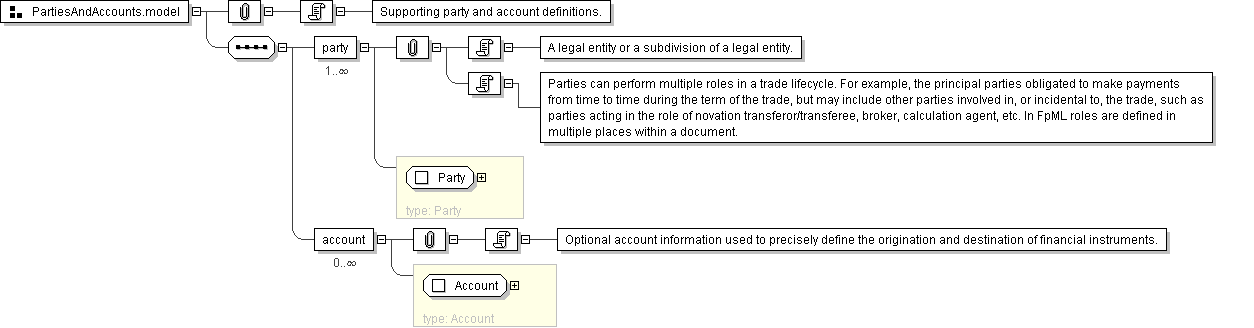 PartiesAndAccounts.model
Supporting party and account definitions.
party
A legal entity or a subdivision of a legal entity.
1..∞
Parties can perform multiple roles in a trade lifecycle. For example, the principal parties obligated to make payments
from time to time during the term of the trade, but may include other parties involved in, or incidental to, the trade, such as
parties acting in the role of novation transferor/transferee, broker, calculation agent, etc. In FpML roles are defined in
multiple places within a document.
Party
type: Party
account
Optional account information used to precisely define the origination and destination of financial instruments.
0..∞
Account
type: Account